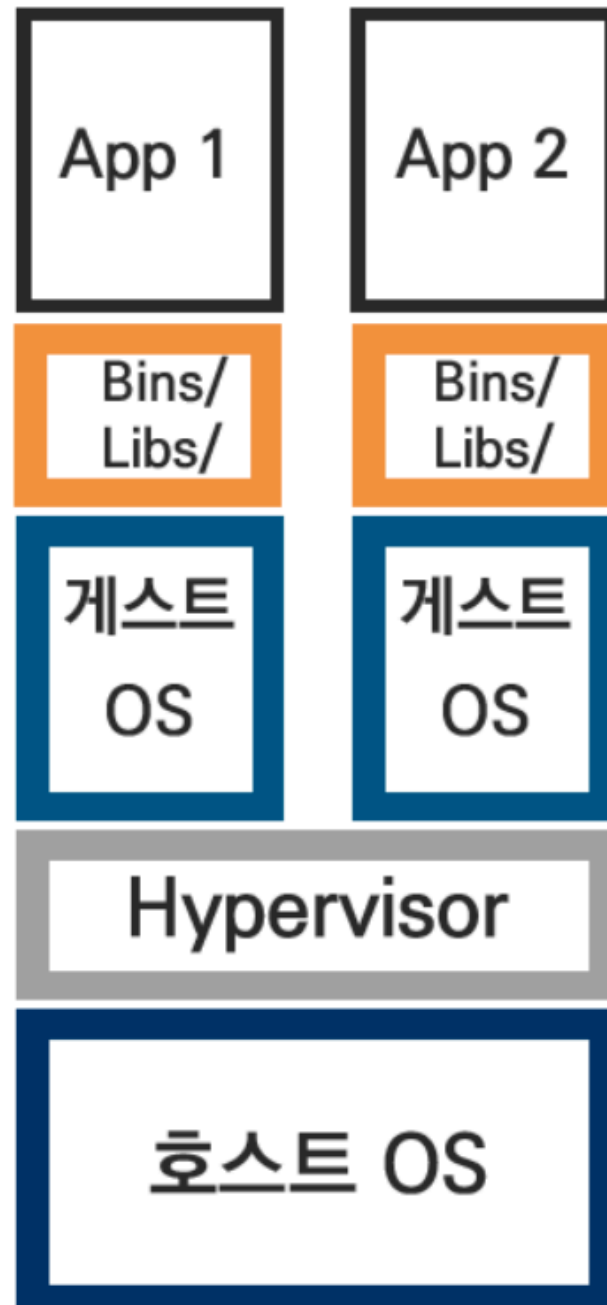 App 1
App 2
Bins/
Libs/
Bins/
Libs/
게스트
OS
게스트
OS
Hypervisor
호스트 OS